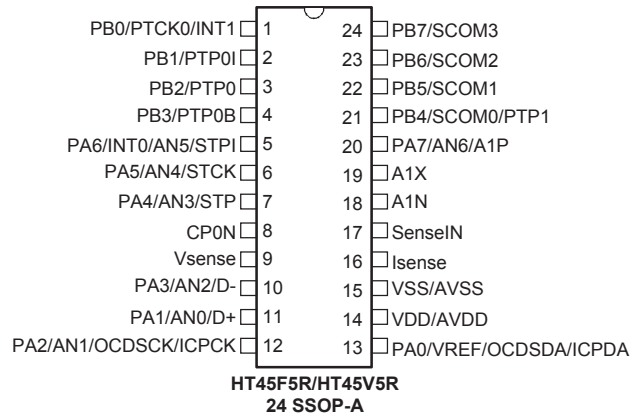 PB0/PTCK0/INT1 1 24 PB7/SCOM3
PB1/PTP0I 2 23 PB6/SCOM2
PB2/PTP0 3 22 PB5/SCOM1
PB3/PTP0B 4 21 PB4/SCOM0/PTP1
PA6/INT0/AN5/STPI 5 20 PA7/AN6/A1P
PA5/AN4/STCK 6 19 A1X
PA4/AN3/STP 7 18 A1N
CP0N 8 17 SenseIN
Vsense 9 16 Isense
PA3/AN2/D- 10 15 VSS/AVSS
PA1/AN0/D+ 11 14 VDD/AVDD
PA2/AN1/OCDSCK/ICPCK 12 13 PA0/VREF/OCDSDA/ICPDA
HT45F5R/HT45V5R
24 SSOP-A